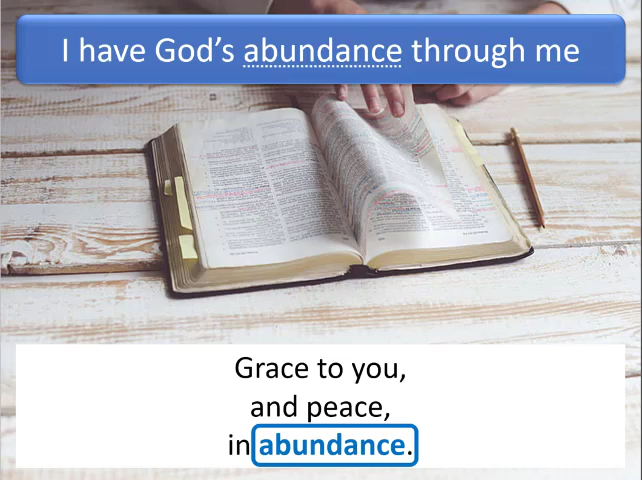 I have God’s abundance through me
Grace to you,
and peace,
in abundance.